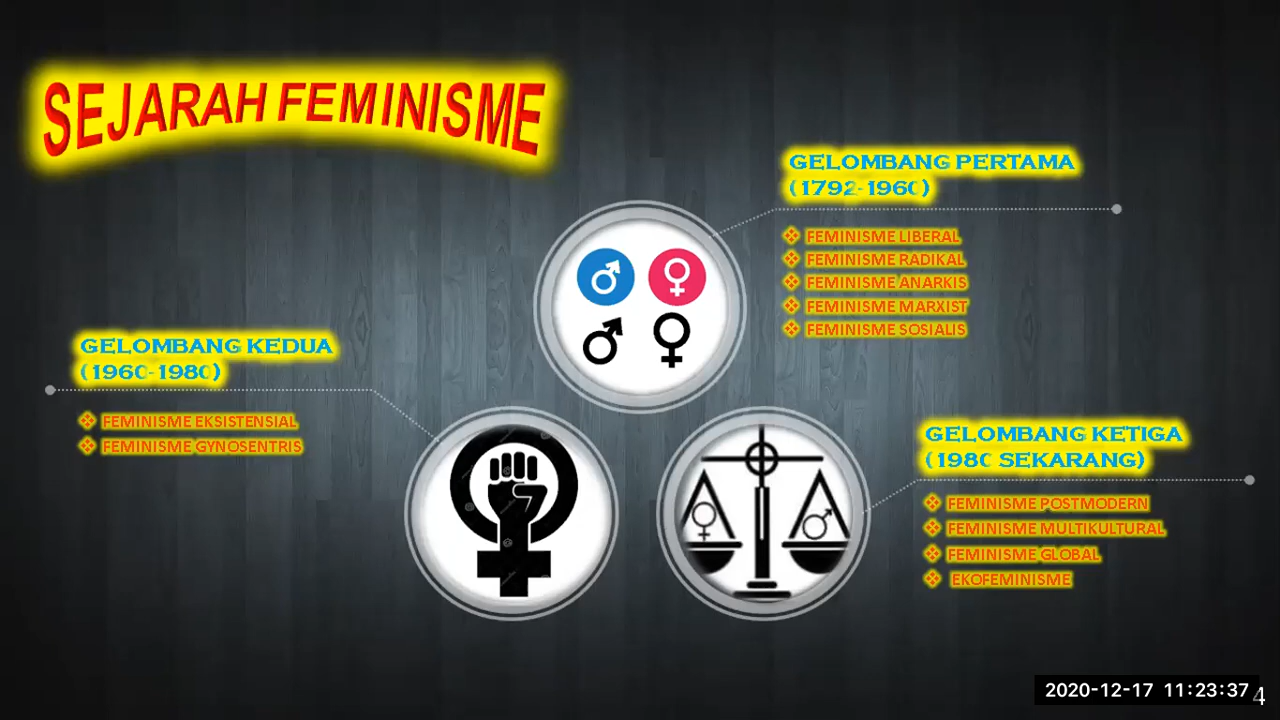 SEJARAH FEMINISME
GELOMBANG PERTAMA
(1792-1960)
FEMINISME LIBERAL
FEMINISME RADIKAL
FEMINISME ANARKIS
FEMINISME MARXIST
FEMINISME SOSIALIS
GELOMBANG KEDUA
(1960-1980)
FEMINISME EKSISTENSIAL
FEMINISME GYNOSENTRIS
GELOMBANG KETIGA
(1980 SEKARANG)
FEMINISME POSTMODERN
FEMINISME MULTIKULTURAL
FEMINISME GLOBAL
EKOFEMINISME
2020-12-17 11:23:37
4